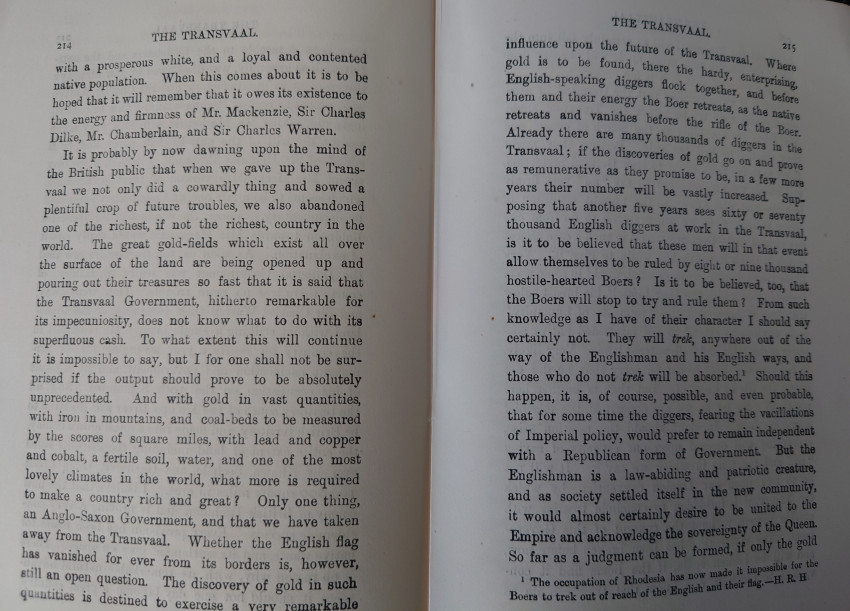 214
THE TRANSVAAL.
with a prosperous white, and a loyal and contented
native population. When this comes about it is to be
hoped that it will remember that it owes its existence to
the energy and firmness of Mr. Mackenzie, Sir Charles
Dilke, Mr. Chamberlain, and Sir Charles Warren.
It is probably by now dawning upon the mind of
the British public that when we gave up the Trans-
vaal we not only did a cowardly thing and sowed a
plentiful crop of future troubles, we also abandoned
one of the richest, if not the richest, country in the
world. The great gold-fields which exist all over
the surface of the land are being opened up and
pouring out their treasures so fast that it is said that
the Transvaal Government, hitherto remarkable for
its impecuniosity, does not know what to do with its
superfluous cash. To what extent this will continue
it is impossible to say, but I for one shall not be sur-
prised if the output should prove to be absolutely
unprecedented. And with gold in vast quantities,
with iron in mountains, and coal-beds to be measured
by the scores of square miles, with lead and copper
and cobalt, a fertile soil, water, and one of the most
lovely climates in the world, what more is required
to make a country rich and great? Only one thing,
an Anglo-Saxon Government, and that we have taken
away from the Transvaal. Whether the English flag
has vanished for ever from its borders is, however,
still an open question. The discovery of gold in such
quantities is destined to exercise a very remarkable
THE TRANSVAAL.
215
influence upon the future of the Transvaal. Where
gold is to be found, there the hardy, enterprising,
English-speaking diggers flock together, and before
them and their energy the Boer retreats, as the native
retreats and vanishes before the rifle of the Boer.
Already there are many thousands of diggers in the
Transvaal; if the discoveries of gold go on and prove
as remunerative as they promise to be, in a few more
years their number will be vastly increased. Sup-
posing that another five years sees sixty or seventy
thousand English diggers at work in the Transvaal,
is it to be believed that these men will in that event
allow themselves to be ruled by eight or nine thousand
hostile-hearted Boers? Is it to be believed, too, that
the Boers will stop to try and rule them? From such
knowledge as I have of their character I should say
certainly not. They will trek, anywhere out of the
way of the Englishman and his English ways, and
those who do not trek will be absorbed.¹ Should this
happen, it is, of course, possible, and even probable,
that for some time the diggers, fearing the vacillations
of Imperial policy, would prefer to remain independent
with a Republican form of Government. But the
Englishman is a law-abiding and patriotic creature,
and as society settled itself in the new community,
it would almost certainly desire to be united to the
Empire and acknowledge the sovereignty of the Queen.
So far as a judgment can be formed, if only the gold
¹ The occupation of Rhodesia has now made it impossible for the
Boers to trek out of reach of the English and their flag.—H. R. H